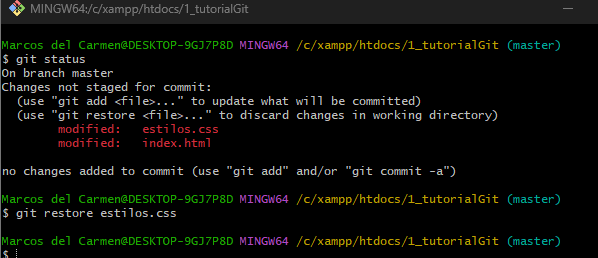 MINGW64:/c/xampp/htdocs/1_tutorialGit
Marcos del Carmen@DESKTOP-9GJ7P8D MINGW64 /c/xampp/htdocs/1_tutorialGit (master)
$ git status
On branch master
Changes not staged for commit:
  (use "git add <file>..." to update what will be committed)
  (use "git restore <file>..." to discard changes in working directory)
        modified:   estilos.css
        modified:   index.html
no changes added to commit (use "git add" and/or "git commit -a")
Marcos del Carmen@DESKTOP-9GJ7P8D MINGW64 /c/xampp/htdocs/1_tutorialGit (master)
$ git restore estilos.css
Marcos del Carmen@DESKTOP-9GJ7P8D MINGW64 /c/xampp/htdocs/1_tutorialGit (master)
$